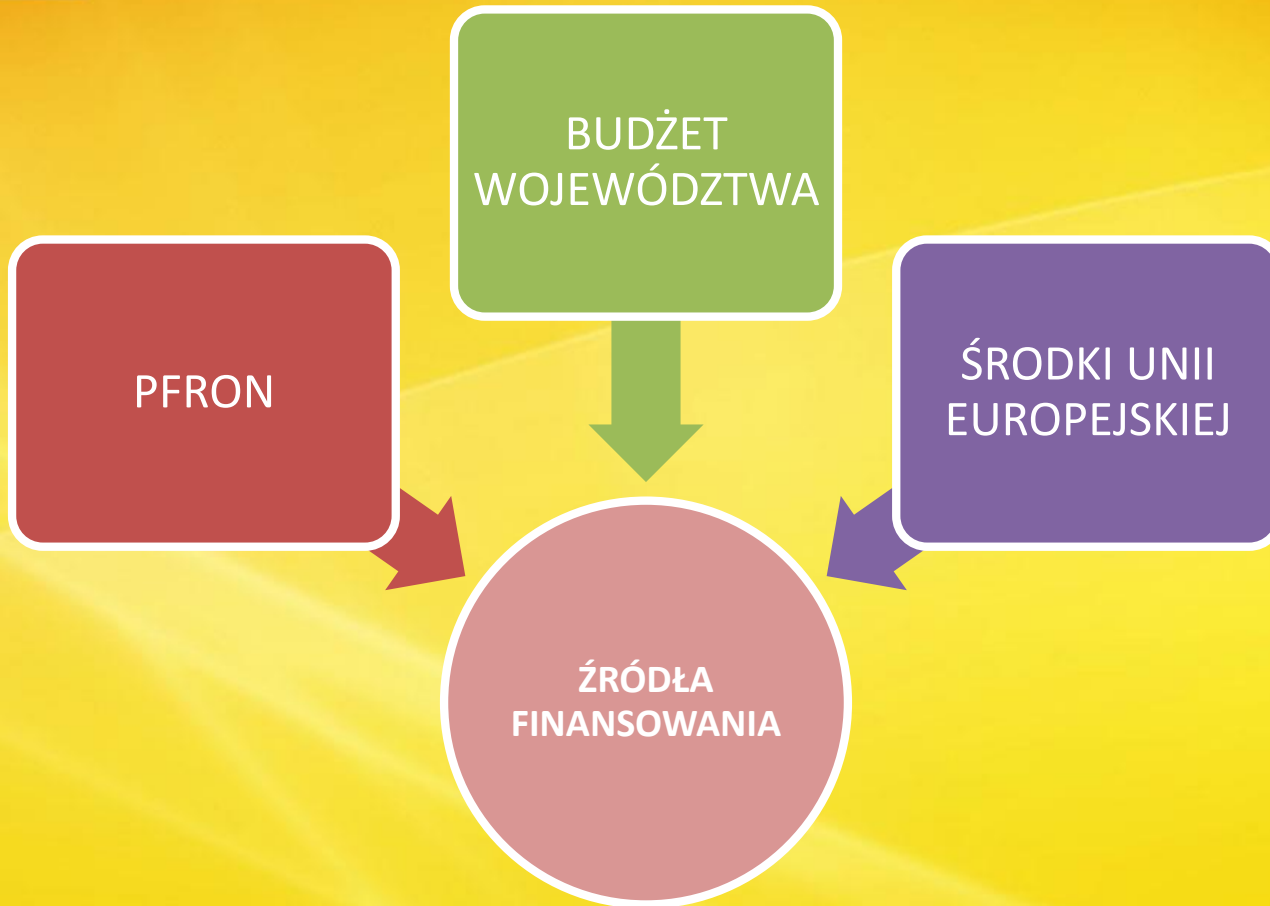 BUDŻET
WOJEWÓDZTWA
PFRON
ŚRODKI UNII
EUROPEJSKIEJ
ŹRÓDŁA
FINANSOWANIA